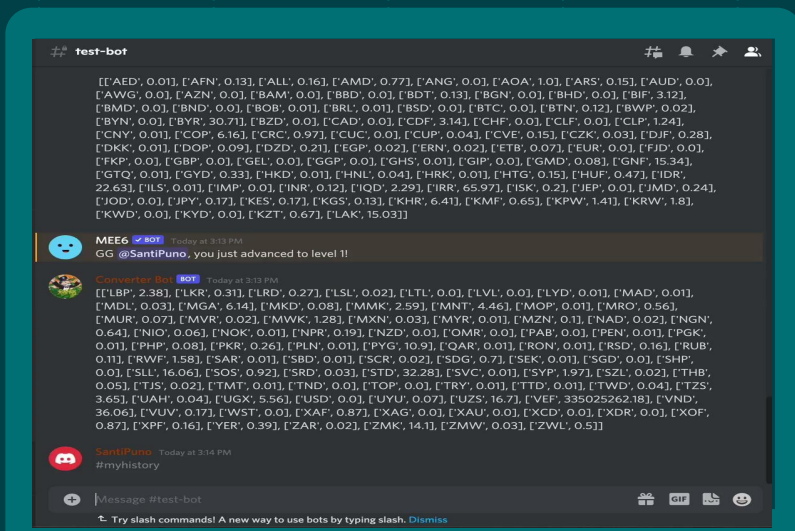 test-bot
[['AED', 0.01], ['AFN', 0.13], ['ALL', 0.16], ['AMD', 0.77], ['ANG', 0.0], ['AOA', 1.0], ['ARS', 0.15], ['AUD', 0.0],
['AWG', 0.0], ['AZN', 0.0], ['BAM', 0.0], ['BBD', 0.0], ['BDT', 0.13], ['BGN', 0.0], ['BHD', 0.0], ['BIF', 3.12],
['BMD', 0.0], ['BND', 0.0], ['BOB', 0.01], ['BRL', 0.01], ['BSD', 0.0], ['BTC', 0.0], ['BTN', 0.12], ['BWP', 0.02],
['BYN', 0.0], ['BYR', 30.71], ['BZD', 0.0], ['CAD', 0.0], ['CDF', 3.14], ['CHF', 0.0], ['CLF', 0.0], ['CLP', 1.24],
['CNY', 0.01], ['COP', 6.16], ['CRC', 0.97], ['CUC', 0.0], ['CUP', 0.04], ['CVE', 0.15], ['CZK', 0.03], ['DJF', 0.28],
['DKK', 0.01], ['DOP', 0.09], ['DZD', 0.21], ['EGP', 0.02], ['ERN', 0.02], ['ETB', 0.07], ['EUR', 0.0], ['FJD', 0.0],
['FKP', 0.0], ['GBP', 0.0], ['GEL', 0.0], ['GGP', 0.0], ['GHS', 0.01], ['GIP', 0.0], ['GMD', 0.08], ['GNF', 15.34],
['GTQ', 0.01], ['GYD', 0.33], ['HKD', 0.01], ['HNL', 0.04], ['HRK', 0.01], ['HTG', 0.15], ['HUF', 0.47], ['IDR',
22.63], ['ILS', 0.01], ['IMP', 0.0], ['INR', 0.12], ['IQD', 2.29], ['IRR', 65.97], ['ISK', 0.2], ['JEP', 0.0], ['JMD', 0.24],
['JOD', 0.0], ['JPY', 0.17], ['KES', 0.17], ['KGS', 0.13], ['KHR', 6.41], ['KMF', 0.65], ['KPW', 1.41], ['KRW', 1.8],
['KWD', 0.0], ['KYD', 0.0], ['KZT', 0.67], ['LAK', 15.03]]
MEE6 ✓ BOT Today at 3:13 PM
GG @SantiPuno, you just advanced to level 1!
Converter Bot BOT Today at 3:13 PM
[['LBP', 2.38], ['LKR', 0.31], ['LRD', 0.27], ['LSL', 0.02], ['LTL', 0.0], ['LVL', 0.0], ['LYD', 0.01], ['MAD', 0.01],
['MDL', 0.03], ['MGA', 6.14], ['MKD', 0.08], ['MMK', 2.59], ['MNT', 4.46], ['MOP', 0.01], ['MRO', 0.56],
['MUR', 0.07], ['MVR', 0.02], ['MWK', 1.28], ['MXN', 0.03], ['MYR', 0.01], ['MZN', 0.1], ['NAD', 0.02], ['NGN',
0.64], ['NIO', 0.06], ['NOK', 0.01], ['NPR', 0.19], ['NZD', 0.0], ['OMR', 0.0], ['PAB', 0.0], ['PEN', 0.01], ['PGK',
0.01], ['PHP', 0.08], ['PKR', 0.26], ['PLN', 0.01], ['PYG', 10.9], ['QAR', 0.01], ['RON', 0.01], ['RSD', 0.16], ['RUB',
0.11], ['RWF', 1.58], ['SAR', 0.01], ['SBD', 0.01], ['SCR', 0.02], ['SDG', 0.7], ['SEK', 0.01], ['SGD', 0.0], ['SHP',
0.0], ['SLL', 16.06], ['SOS', 0.92], ['SRD', 0.03], ['STD', 32.28], ['SVC', 0.01], ['SYP', 1.97], ['SZL', 0.02], ['THB',
0.05], ['TJS', 0.02], ['TMT', 0.01], ['TND', 0.0], ['TOP', 0.0], ['TRY', 0.01], ['TTD', 0.01], ['TWD', 0.04], ['TZS',
3.65], ['UAH', 0.04], ['UGX', 5.56], ['USD', 0.0], ['UYU', 0.07], ['UZS', 16.7], ['VEF', 335025262.18], ['VND',
36.06], ['VUV', 0.17], ['WST', 0.0], ['XAF', 0.87], ['XAG', 0.0], ['XAU', 0.0], ['XCD', 0.0], ['XDR', 0.0], ['XOF',
0.87], ['XPF', 0.16], ['YER', 0.39], ['ZAR', 0.02], ['ZMK', 14.1], ['ZMW', 0.03], ['ZWL', 0.5]]
SantiPuno Today at 3:14 PM
#myhistory
Message #test-bot
GIF
Try slash commands! A new way to use bots by typing slash. Dismiss